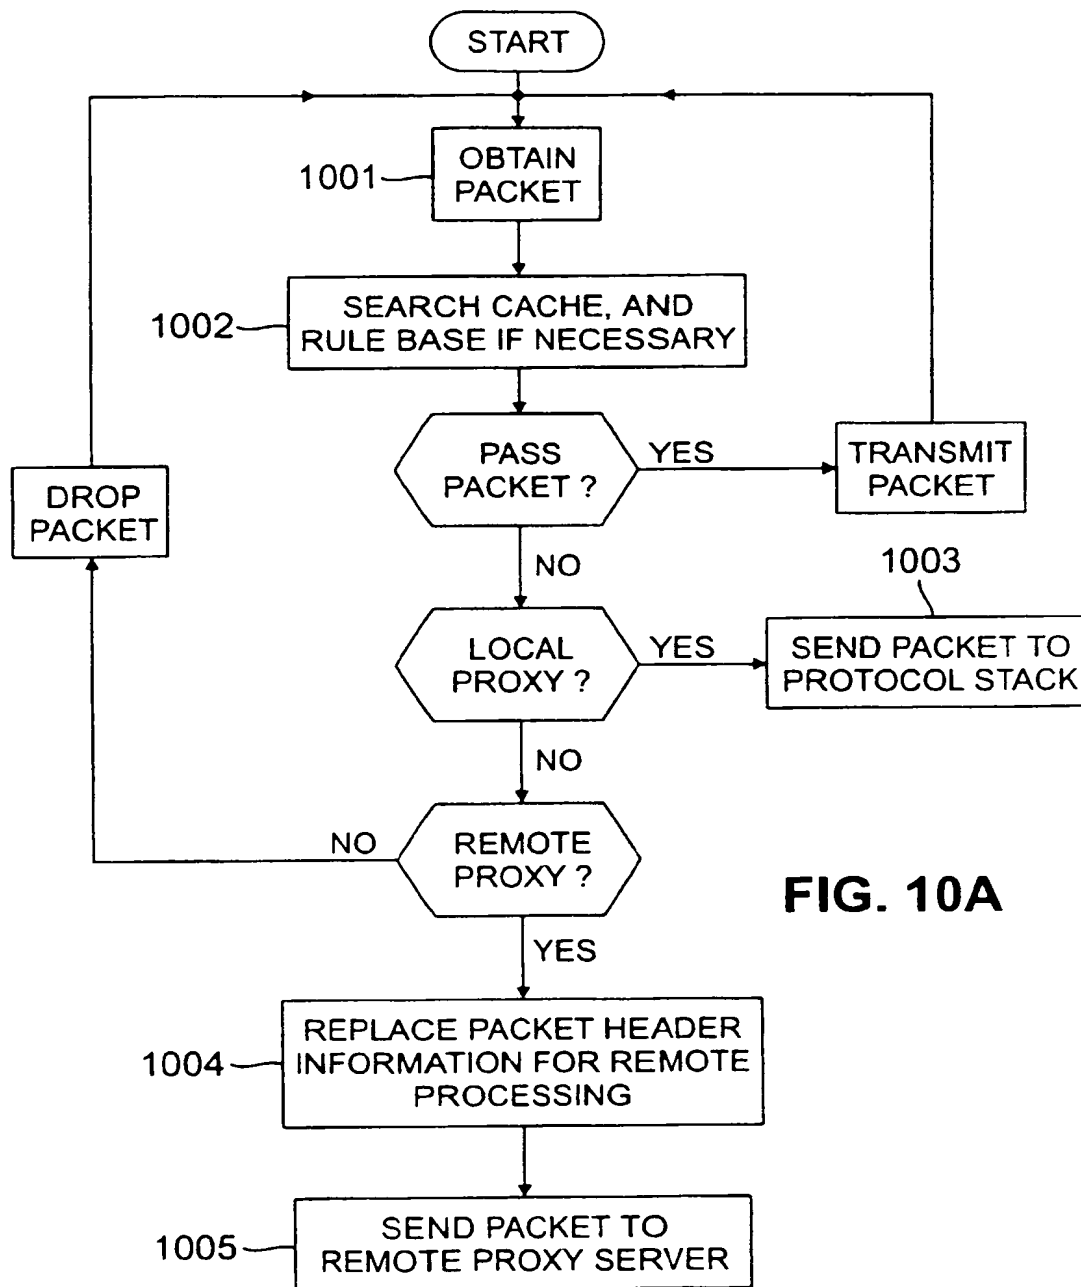 START
1001
OBTAIN
PACKET
1002
SEARCH CACHE, AND
RULE BASE IF NECESSARY
PASS
PACKET ?
YES
TRANSMIT
PACKET
DROP
PACKET
NO
1003
LOCAL
PROXY ?
YES
SEND PACKET TO
PROTOCOL STACK
NO
NO
REMOTE
PROXY ?
FIG. 10A
YES
1004
REPLACE PACKET HEADER
INFORMATION FOR REMOTE
PROCESSING
1005
SEND PACKET TO
REMOTE PROXY SERVER